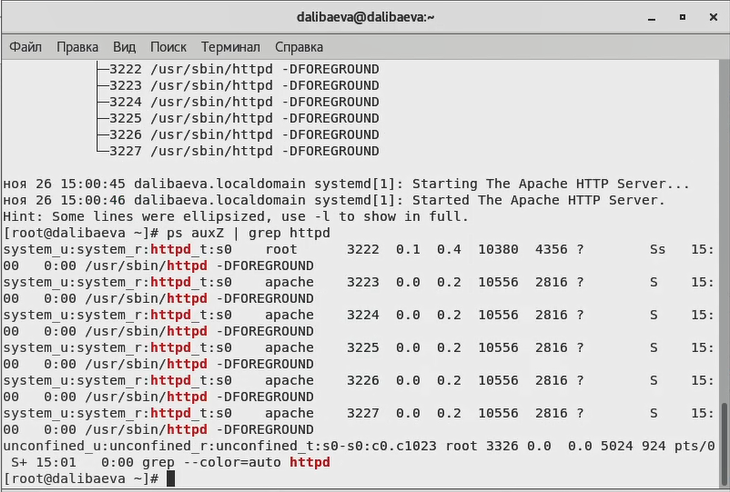 dalibaeva@dalibaeva:~
Файл Правка Вид Поиск Терминал Справка
├─3222 /usr/sbin/httpd -DFOREGROUND
├─3223 /usr/sbin/httpd -DFOREGROUND
├─3224 /usr/sbin/httpd -DFOREGROUND
├─3225 /usr/sbin/httpd -DFOREGROUND
├─3226 /usr/sbin/httpd -DFOREGROUND
└─3227 /usr/sbin/httpd -DFOREGROUND
ноя 26 15:00:45 dalibaeva.localdomain systemd[1]: Starting The Apache HTTP Server...
ноя 26 15:00:46 dalibaeva.localdomain systemd[1]: Started The Apache HTTP Server.
Hint: Some lines were ellipsized, use -l to show in full.
[root@dalibaeva ~]# ps auxZ | grep httpd
system_u:system_r:httpd_t:s0 root 3222 0.1 0.4 10380 4356 ? Ss 15:
00 0:00 /usr/sbin/httpd -DFOREGROUND
system_u:system_r:httpd_t:s0 apache 3223 0.0 0.2 10556 2816 ? S 15:
00 0:00 /usr/sbin/httpd -DFOREGROUND
system_u:system_r:httpd_t:s0 apache 3224 0.0 0.2 10556 2816 ? S 15:
00 0:00 /usr/sbin/httpd -DFOREGROUND
system_u:system_r:httpd_t:s0 apache 3225 0.0 0.2 10556 2816 ? S 15:
00 0:00 /usr/sbin/httpd -DFOREGROUND
system_u:system_r:httpd_t:s0 apache 3226 0.0 0.2 10556 2816 ? S 15:
00 0:00 /usr/sbin/httpd -DFOREGROUND
system_u:system_r:httpd_t:s0 apache 3227 0.0 0.2 10556 2816 ? S 15:
00 0:00 /usr/sbin/httpd -DFOREGROUND
unconfined_u:unconfined_r:unconfined_t:s0-s0:c0.c1023 root 3326 0.0 0.0 5024 924 pts/0
S+ 15:01 0:00 grep --color=auto httpd
[root@dalibaeva ~]#